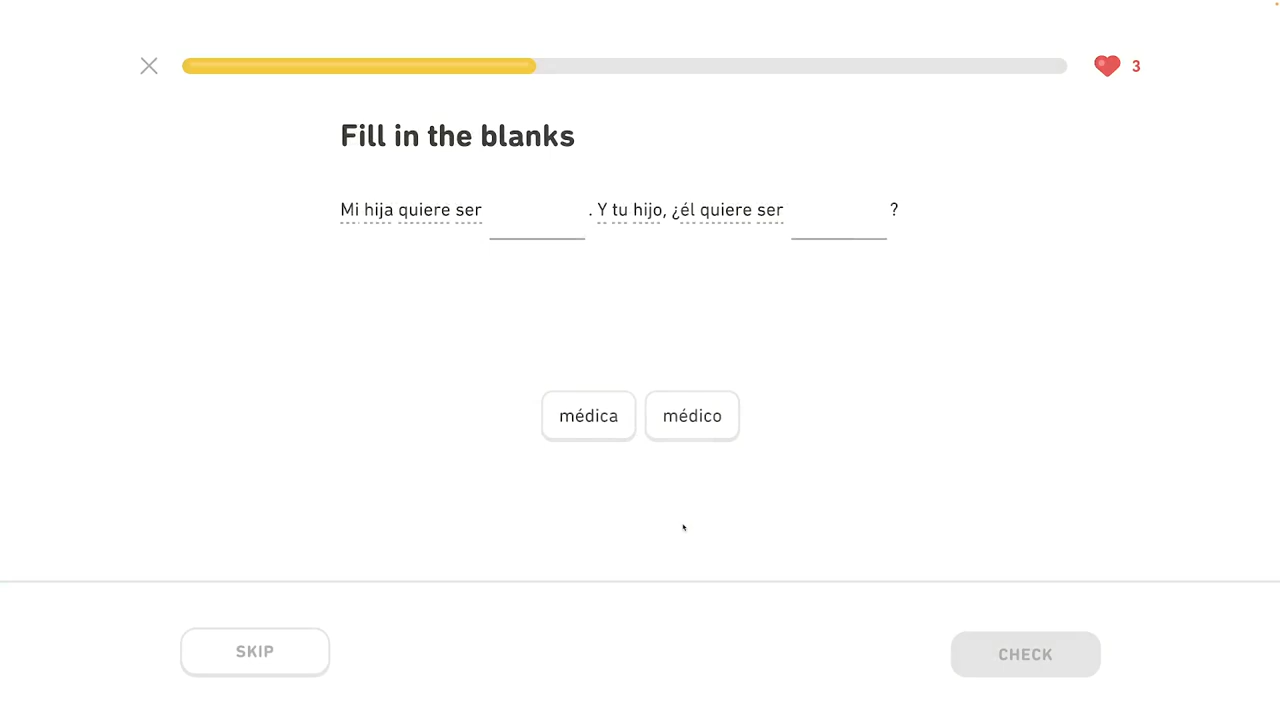 3
Fill in the blanks
Mi hija quiere ser . Y tu hijo, ¿él quiere ser ?
médica médico
SKIP CHECK